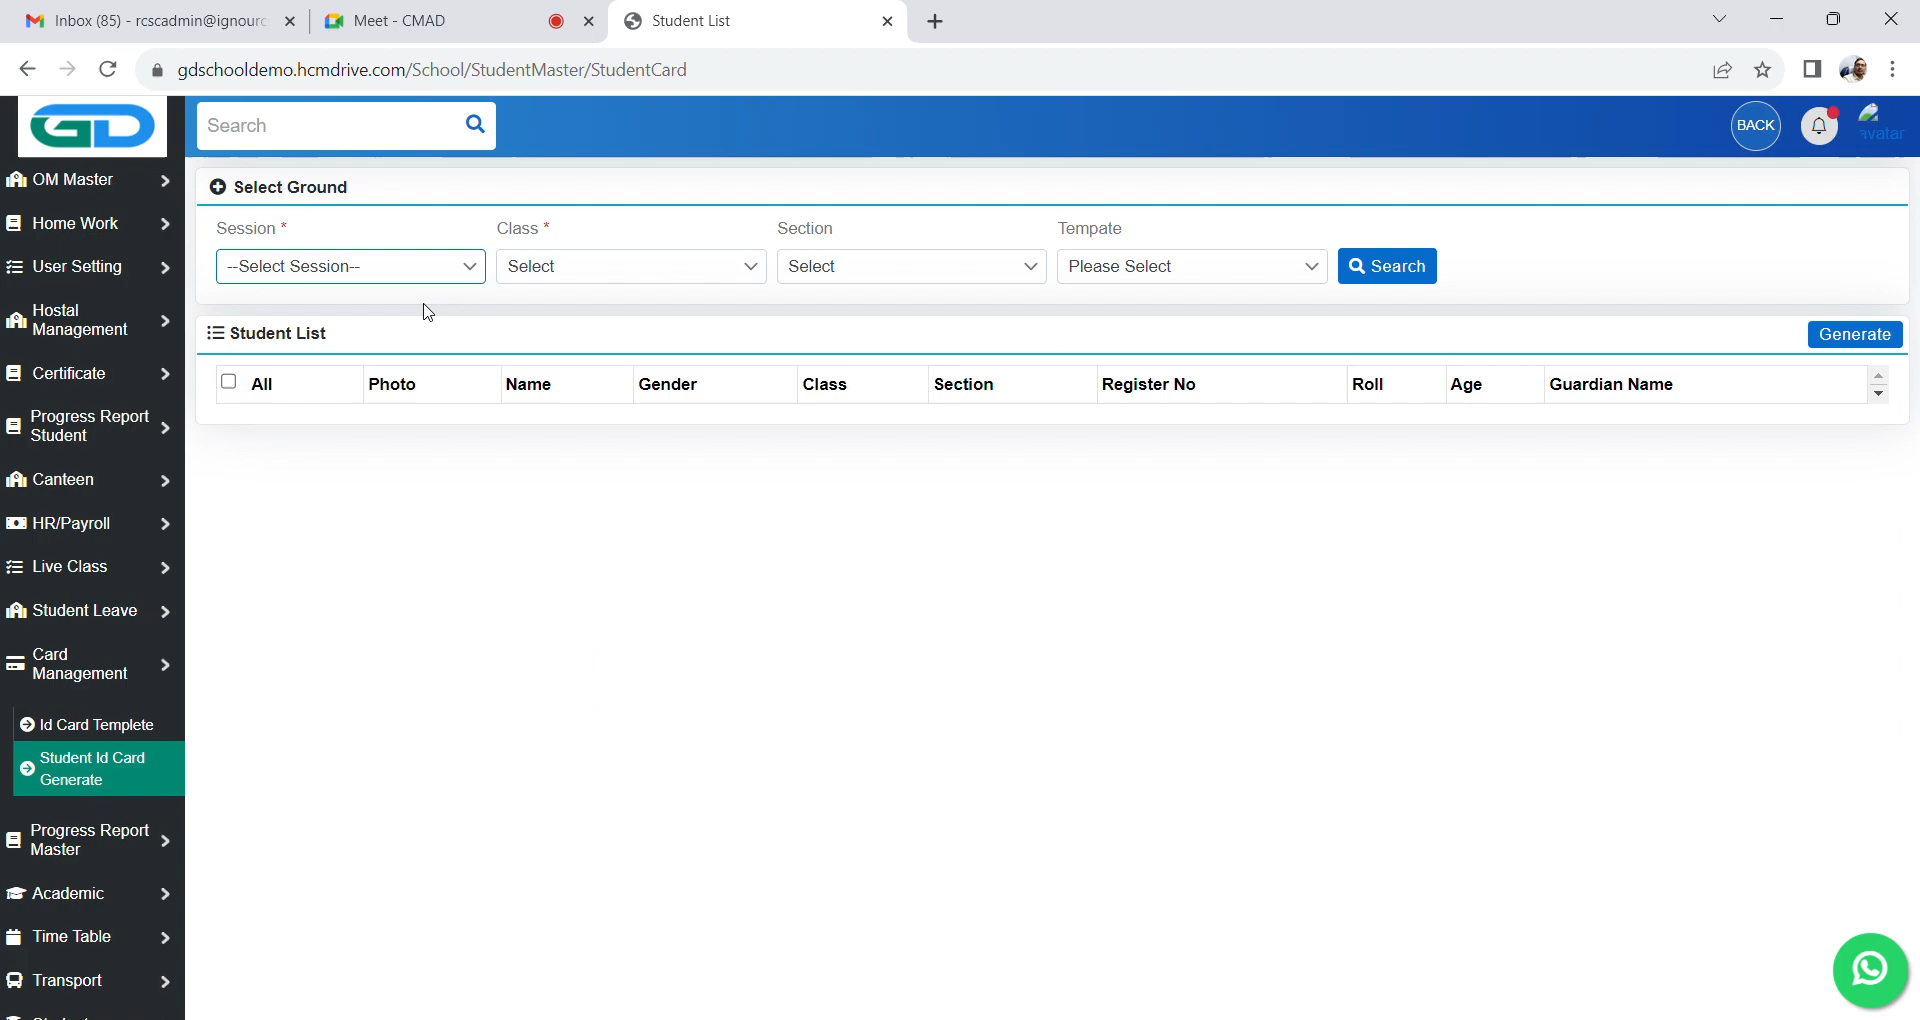 Inbox (85) - rcscadmin@ignourc
Meet - CMAD
Student List
gdschooldemo.hcmdrive.com/School/StudentMaster/StudentCard
GD
Search
BACK
avatar
OM Master
Home Work
User Setting
Hostal
Management
Certificate
Progress Report
Student
Canteen
HR/Payroll
Live Class
Student Leave
Card
Management
Id Card Templete
Student Id Card
Generate
Progress Report
Master
Academic
Time Table
Transport
Select Ground
Session * Class * Section Tempate
--Select Session-- Select Select Please Select Search
Student List Generate
All Photo Name Gender Class Section Register No Roll Age Guardian Name